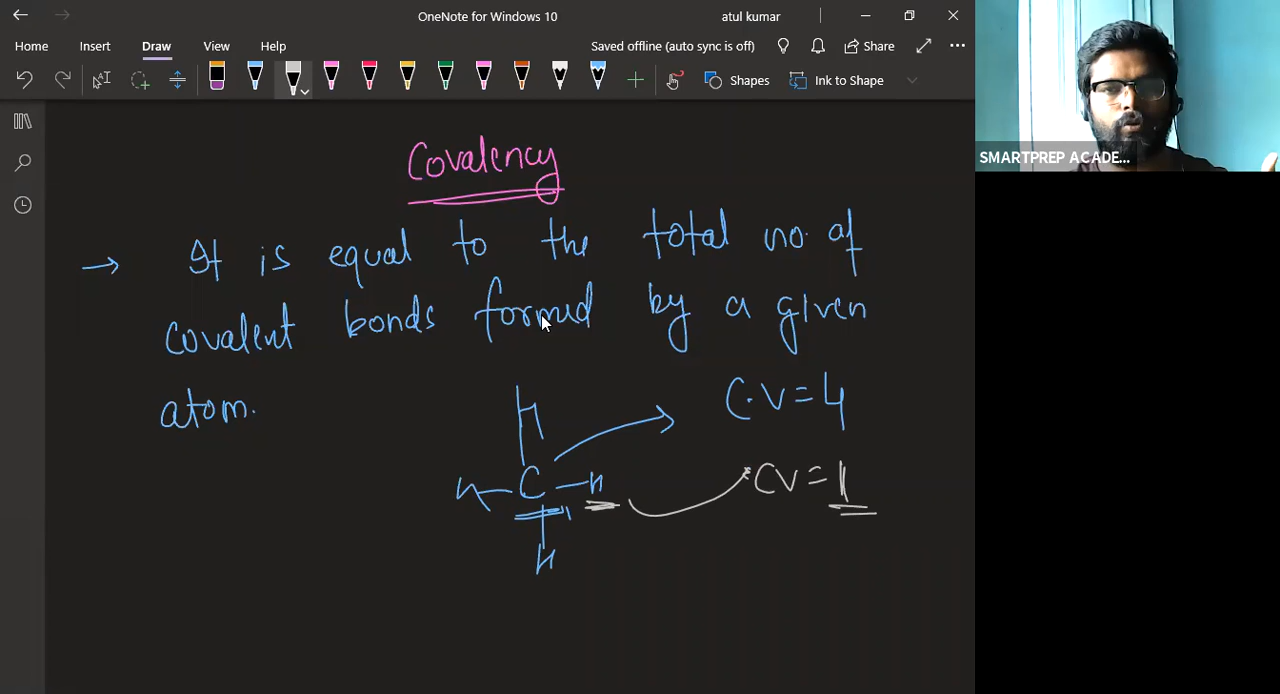 OneNote for Windows 10
atul kumar
Home Insert Draw View Help
Saved offline (auto sync is off)
Share
Shapes
Ink to Shape
SMARTPREP ACADE...
Covalency
→ It is equal to the total no. of
covalent bonds formed by a given
atom.
H
C.V = 4
H - C - H
CV = 1
H